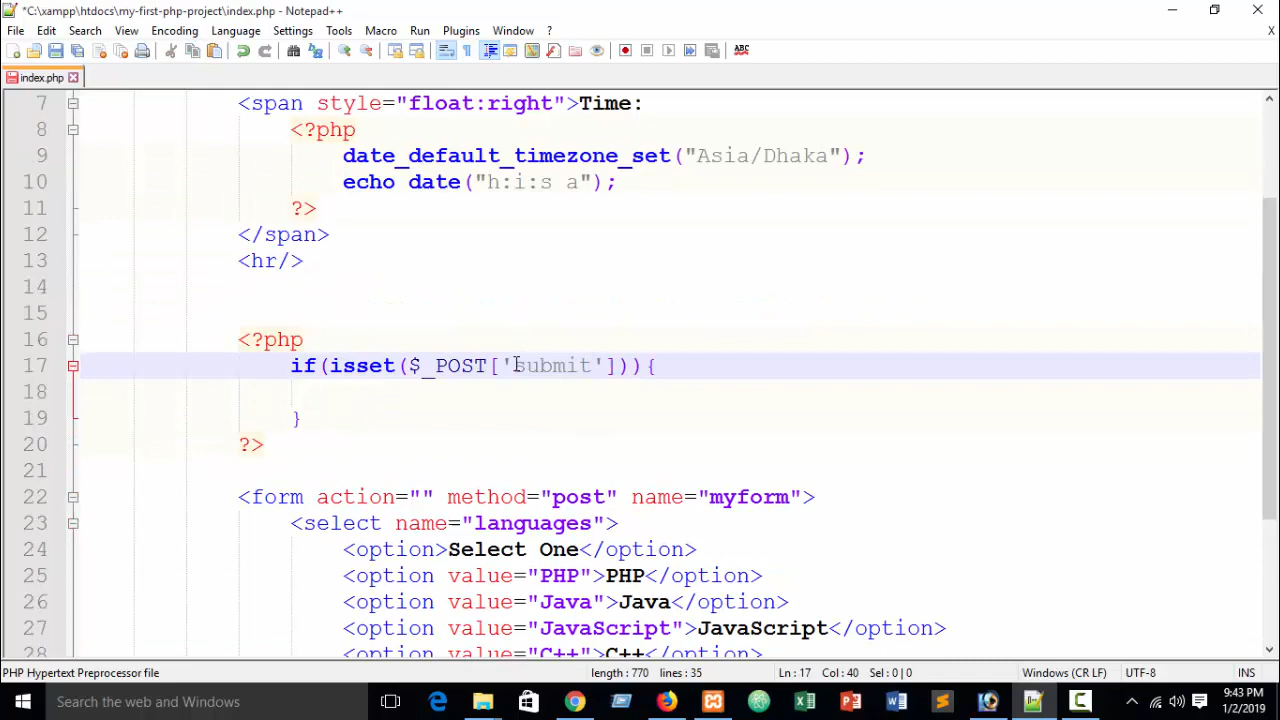 *C:\xampp\htdocs\my-first-php-project\index.php - Notepad++
File Edit Search View Encoding Language Settings Tools Macro Run Plugins Window ? X
ABC
index.php
7 <span style="float:right">Time:
8 <?php
9 date_default_timezone_set("Asia/Dhaka");
10 echo date("h:i:s a");
11 ?>
12 </span>
13 <hr/>
14
15
16 <?php
17 if(isset($_POST['submit'])){
18
19 }
20 ?>
21
22 <form action="" method="post" name="myform">
23 <select name="languages">
24 <option>Select One</option>
25 <option value="PHP">PHP</option>
26 <option value="Java">Java</option>
27 <option value="JavaScript">JavaScript</option>
28 <option value="C++">C++</option>
PHP Hypertext Preprocessor file length : 770 lines : 35 Ln : 17 Col : 40 Sel : 0 | 0 Windows (CR LF) UTF-8 INS
Search the web and Windows
9:43 PM
1/2/2019